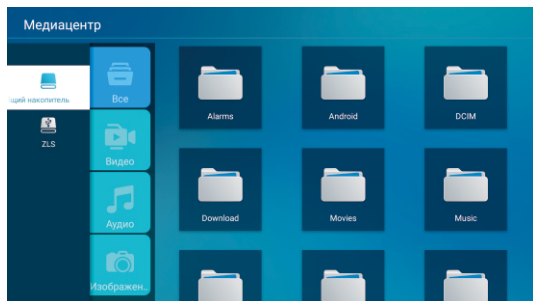 Медиацентр
щий накопитель
ZLS
Все
Видео
Аудио
Изображен..
Alarms
Android
DCIM
Download
Movies
Music